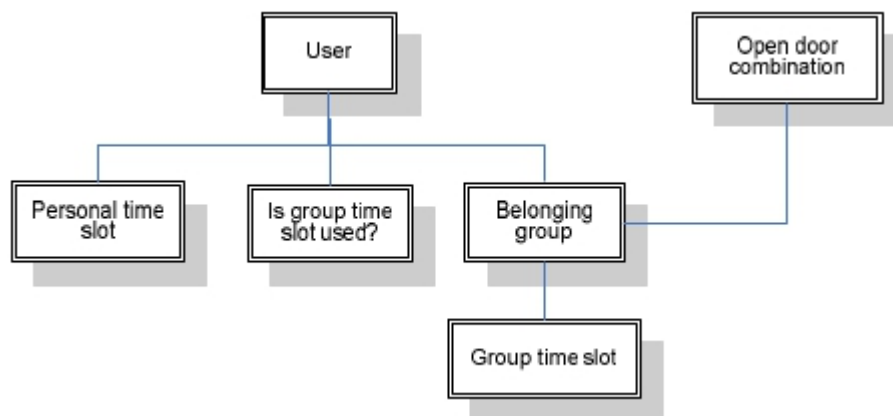 User
Open door
combination
Personal time
slot
Is group time
slot used?
Belonging
group
Group time slot